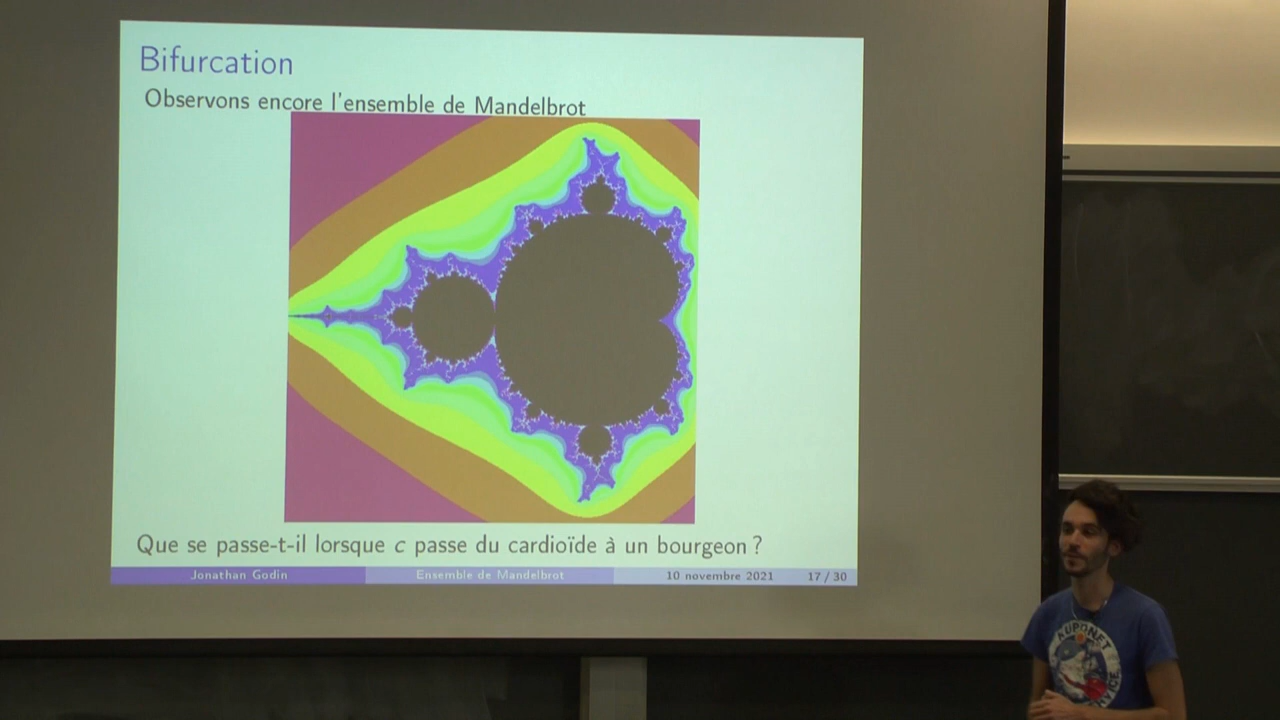 Bifurcation
Observons encore l'ensemble de Mandelbrot
Que se passe-t-il lorsque c passe du cardioïde à un bourgeon ?
Jonathan Godin
Ensemble de Mandelbrot
10 novembre 2021
17 / 30